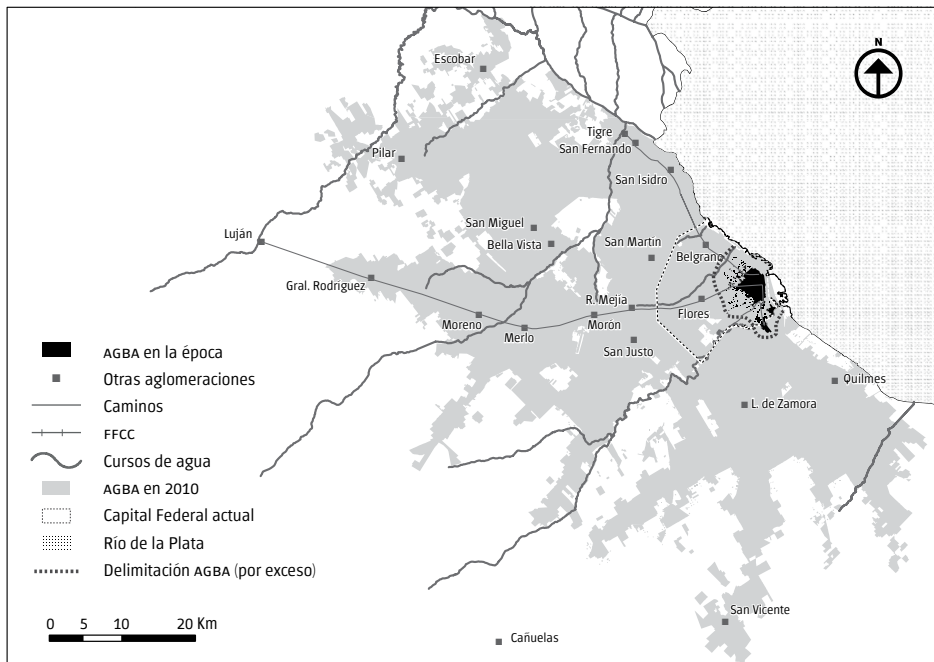 N
Escobar
Tigre
San Fernando
Pilar
San Isidro
San Miguel
Luján
San Martín
Bella Vista
Belgrano
Gral. Rodríguez
R. Mejia
Flores
Moreno
Morón
Merlo
San Justo
Quilmes
L. de Zamora
San Vicente
Cañuelas
AGBA en la época
Otras aglomeraciones
Caminos
FFCC
Cursos de agua
AGBA en 2010
Capital Federal actual
Río de la Plata
Delimitación AGBA (por exceso)
0 5 10 20 Km